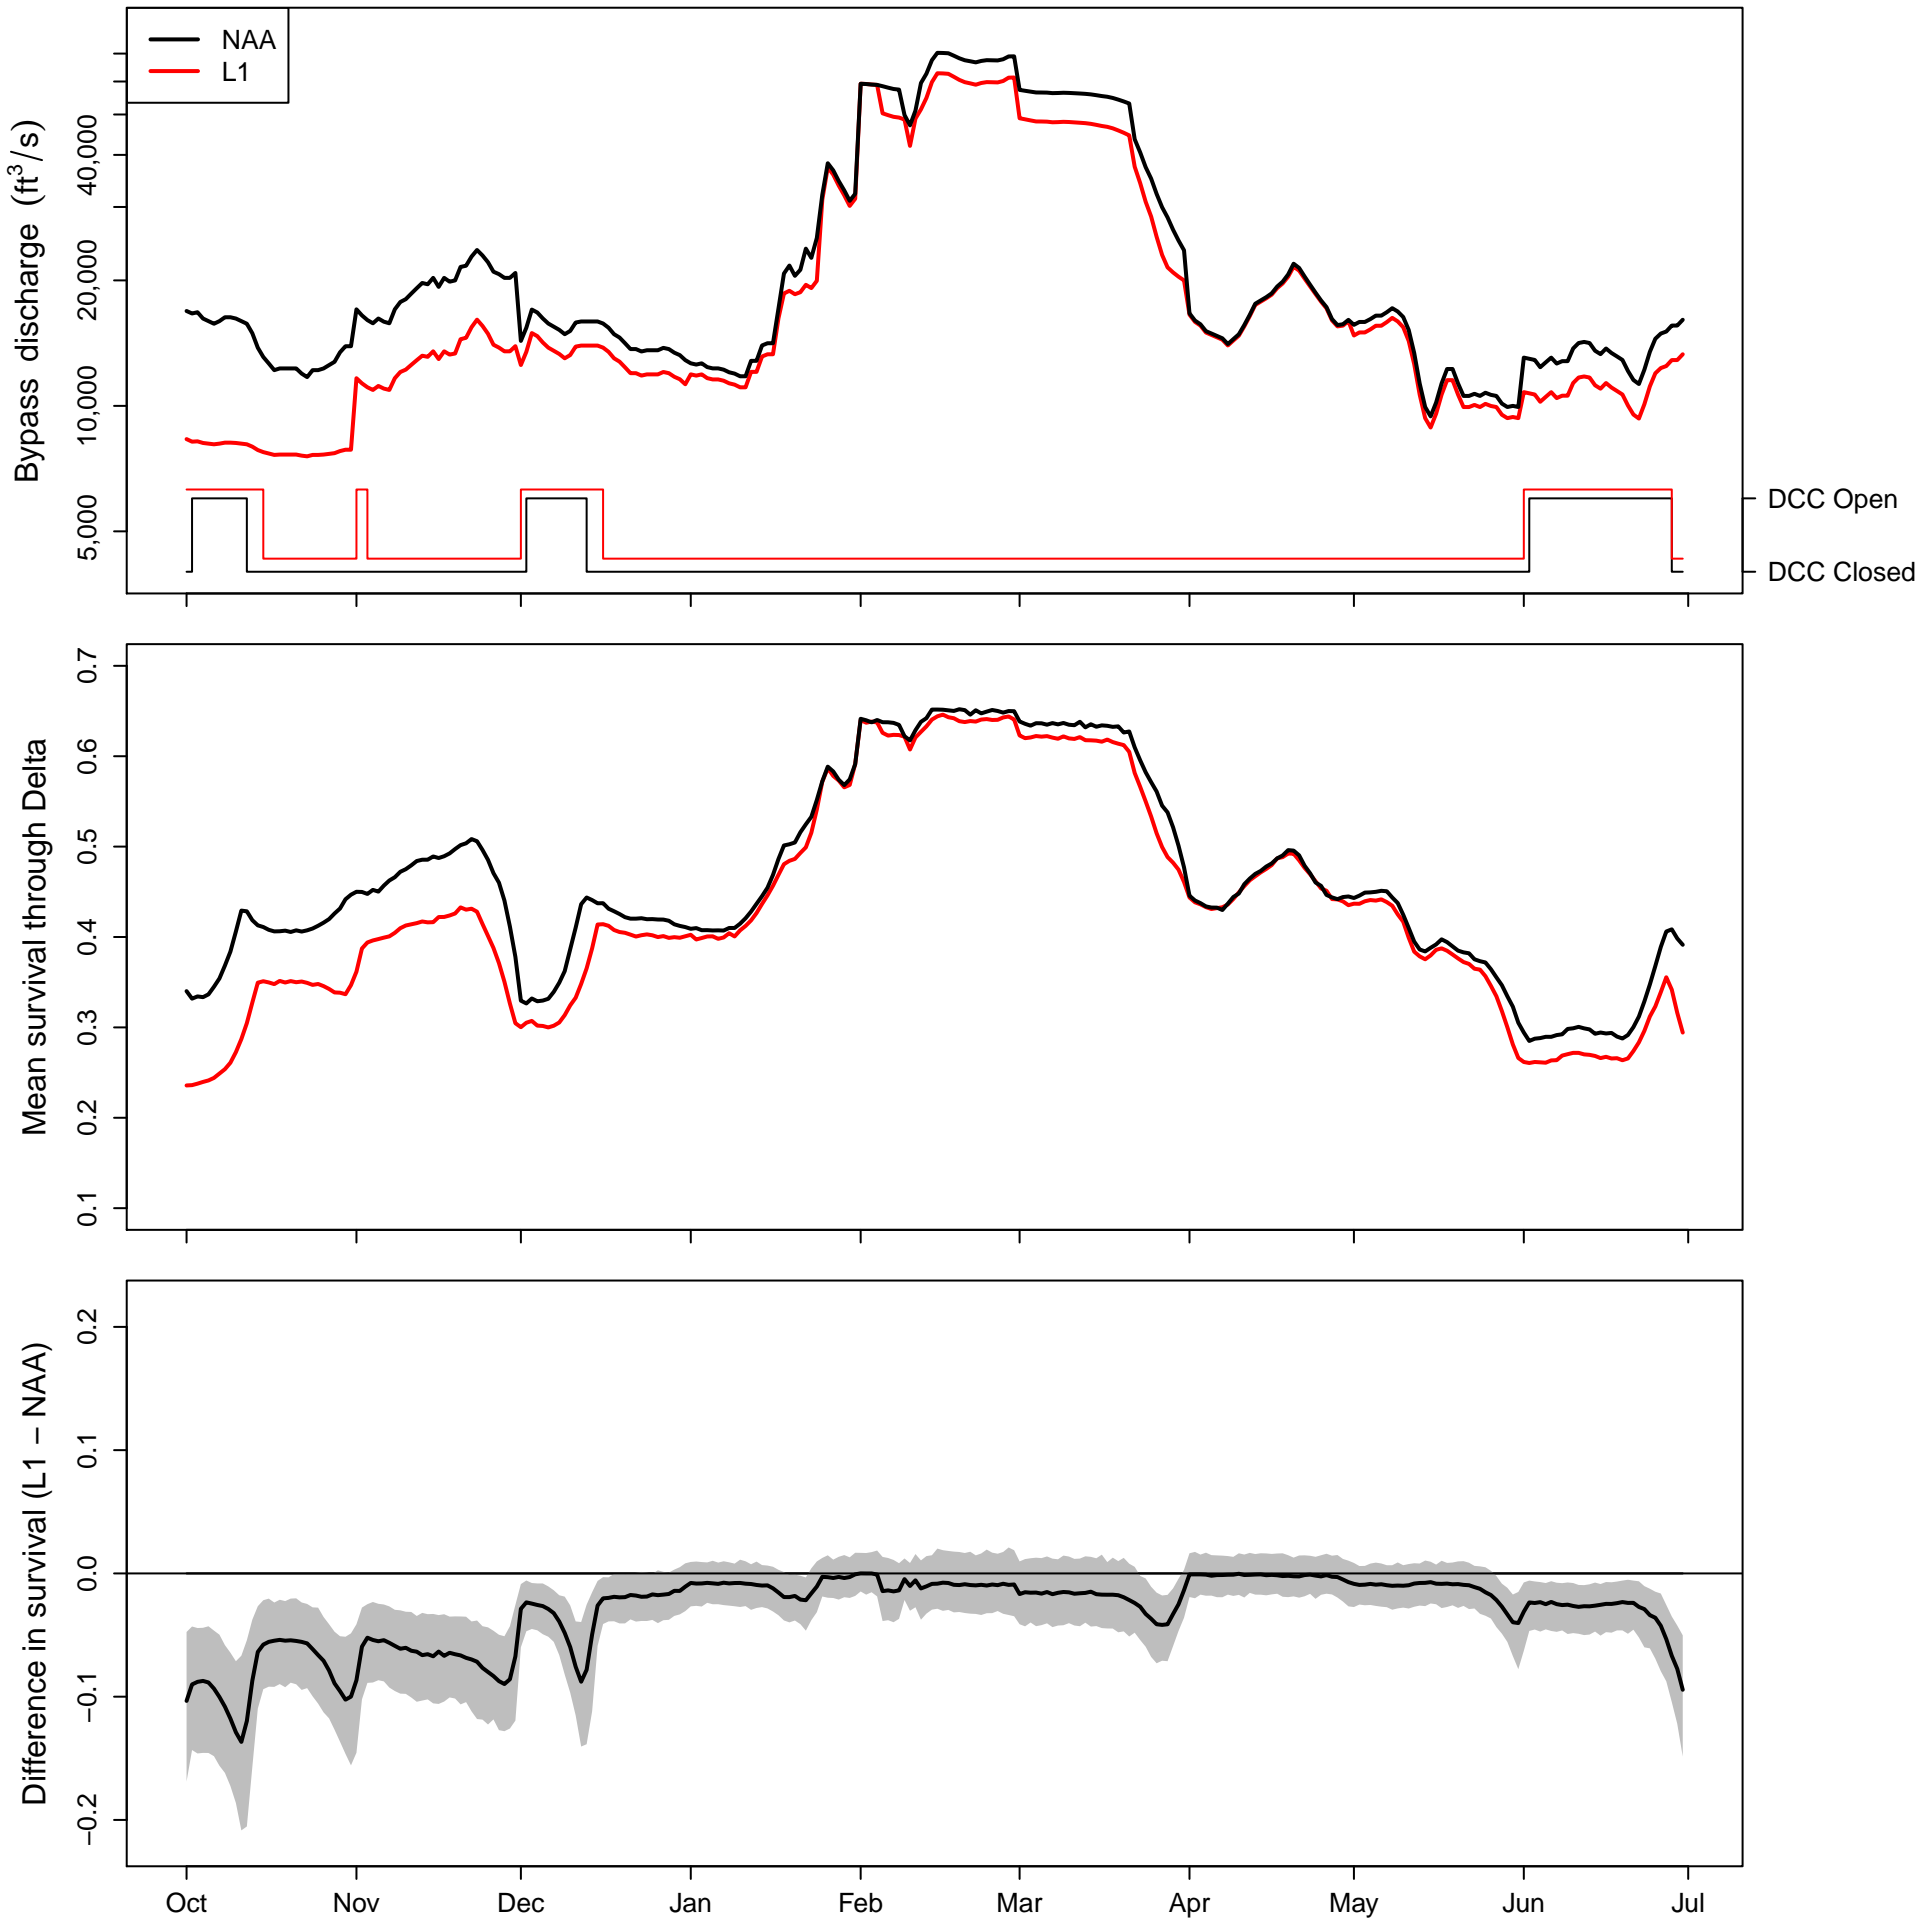 NAA
L1
Bypass discharge (ft³/s)
40,000
20,000
10,000
5,000
DCC Open
DCC Closed
Mean survival through Delta
0.7
0.6
0.5
0.4
0.3
0.2
0.1
Difference in survival (L1 − NAA)
0.2
0.1
0.0
−0.1
−0.2
Oct Nov Dec Jan Feb Mar Apr May Jun Jul